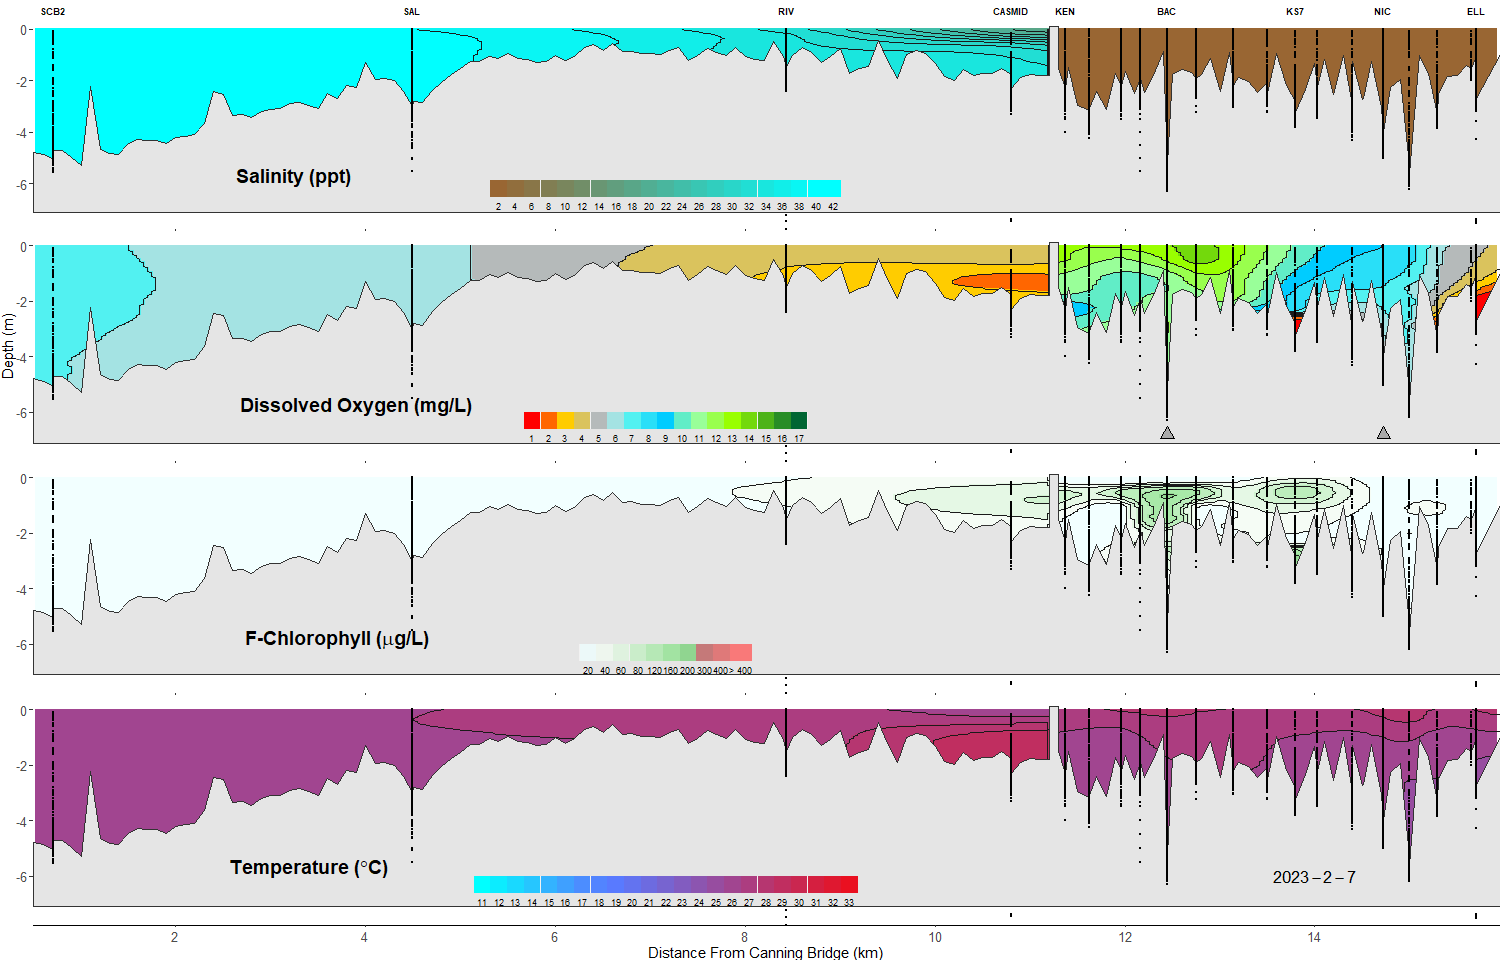 SCB2 SAL RIV CASMID KEN BAC KS7 NIC ELL
0
-2
-4
-6
Salinity (ppt)
2 4 6 8 10 12 14 16 18 20 22 24 26 28 30 32 34 36 38 40 42
0
-2
-4
-6
Depth (m)
Dissolved Oxygen (mg/L)
1 2 3 4 5 6 7 8 9 10 11 12 13 14 15 16 17
0
-2
-4
-6
F-Chlorophyll (µg/L)
20 40 60 80 120 160 200 300 400 > 400
0
-2
-4
-6
Temperature (°C)
2023 – 2 – 7
11 12 13 14 15 16 17 18 19 20 21 22 23 24 25 26 27 28 29 30 31 32 33
2 4 6 8 10 12 14
Distance From Canning Bridge (km)